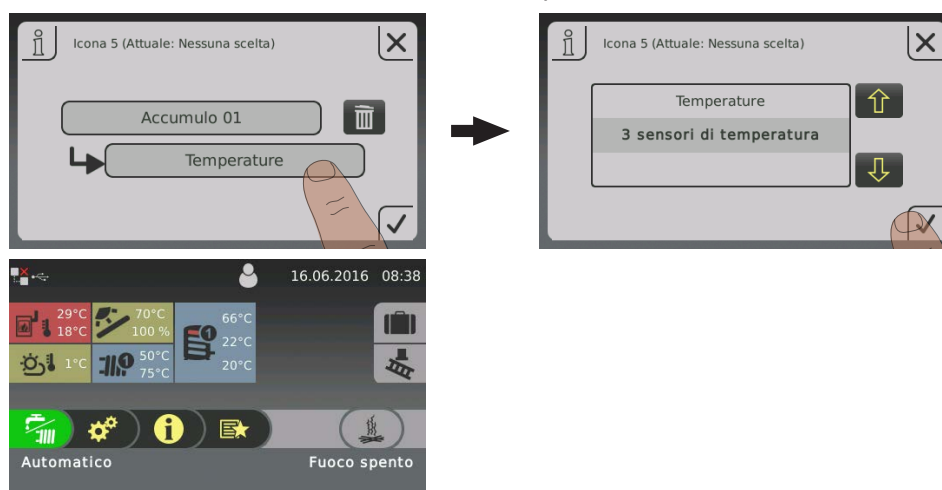 Icona 5 (Attuale: Nessuna scelta)
Accumulo 01
Temperature
Icona 5 (Attuale: Nessuna scelta)
Temperature
3 sensori di temperatura
16.06.2016 08:38
29°C
18°C
70°C
100 %
1
66°C
22°C
20°C
1°C
1
50°C
75°C
Automatico
Fuoco spento